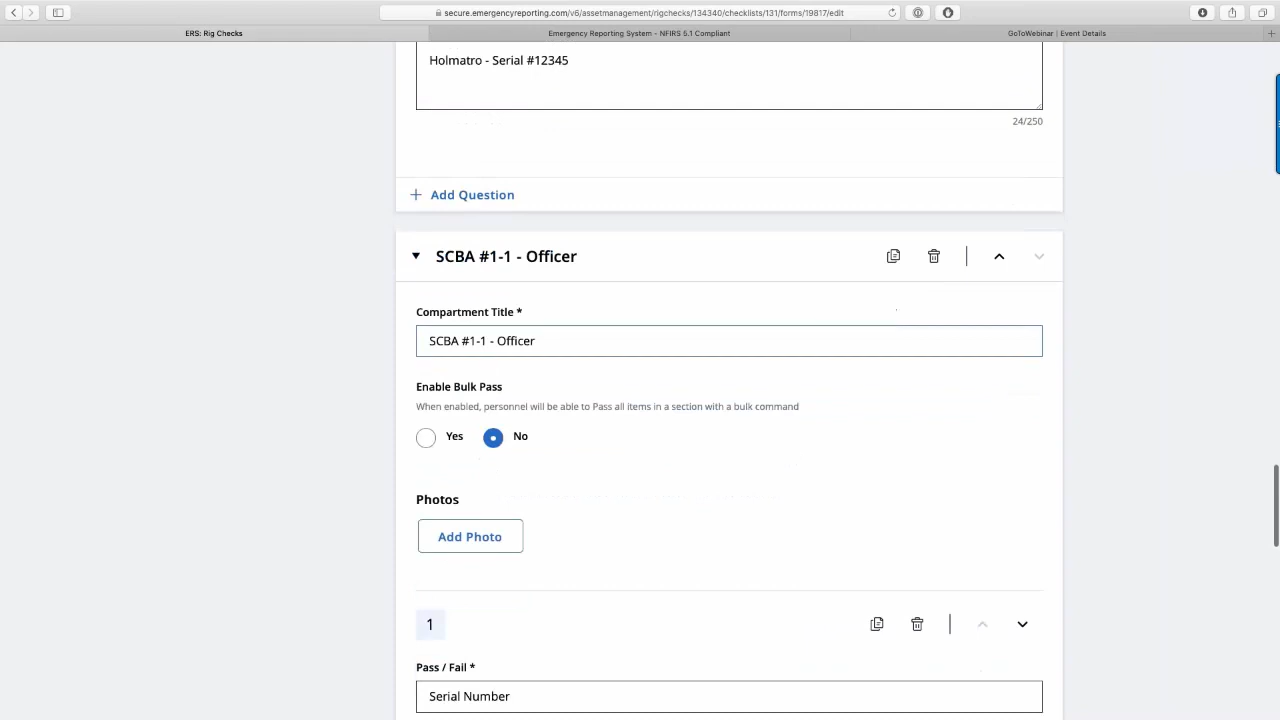 secure.emergencyreporting.com/v6/assetmanagement/rigchecks/134340/checklists/131/forms/19817/edit
ERS: Rig Checks
Emergency Reporting System - NFIRS 5.1 Compliant
GoToWebinar | Event Details
Holmatro - Serial #12345
24/250
+ Add Question
SCBA #1-1 - Officer
Compartment Title *
SCBA #1-1 - Officer
Enable Bulk Pass
When enabled, personnel will be able to Pass all items in a section with a bulk command
Yes No
Photos
Add Photo
1
Pass / Fail *
Serial Number